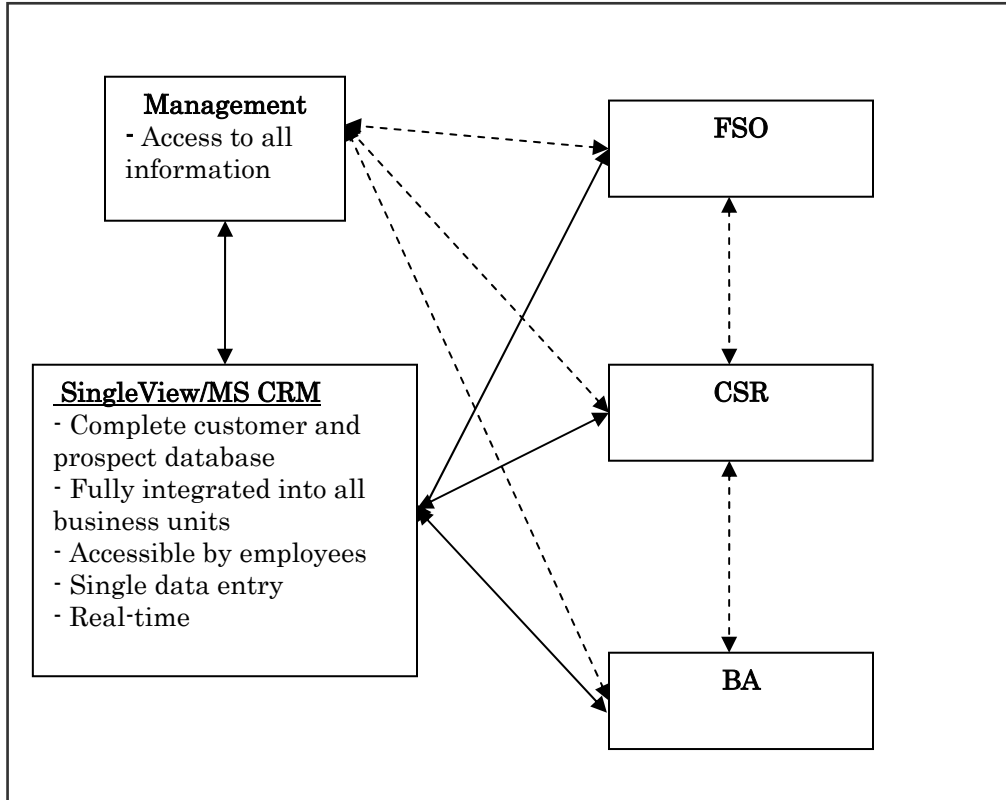 Management
- Access to all
information
FSO
SingleView/MS CRM
- Complete customer and
prospect database
- Fully integrated into all
business units
- Accessible by employees
- Single data entry
- Real-time
CSR
BA